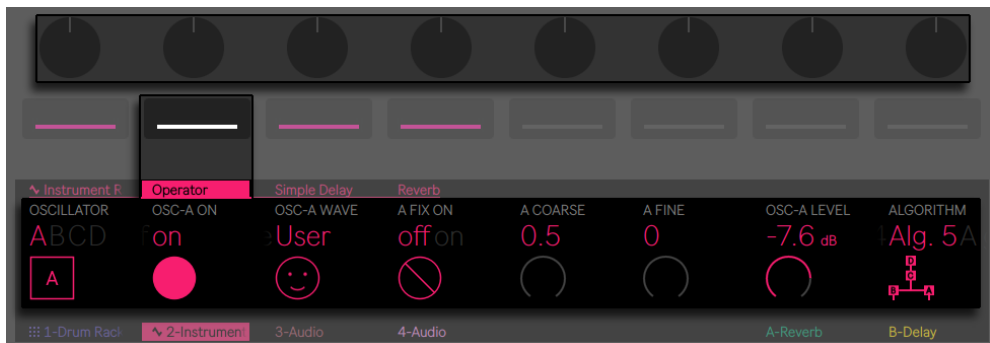 Instrument R
Operator
Simple Delay
Reverb
OSCILLATOR OSC-A ON OSC-A WAVE A FIX ON A COARSE A FINE OSC-A LEVEL ALGORITHM
ABCD on User off on 0.5 0 -7.6 dB Alg. 5 A
A
D
C
B A
1-Drum Rack 2-Instrument 3-Audio 4-Audio A-Reverb B-Delay